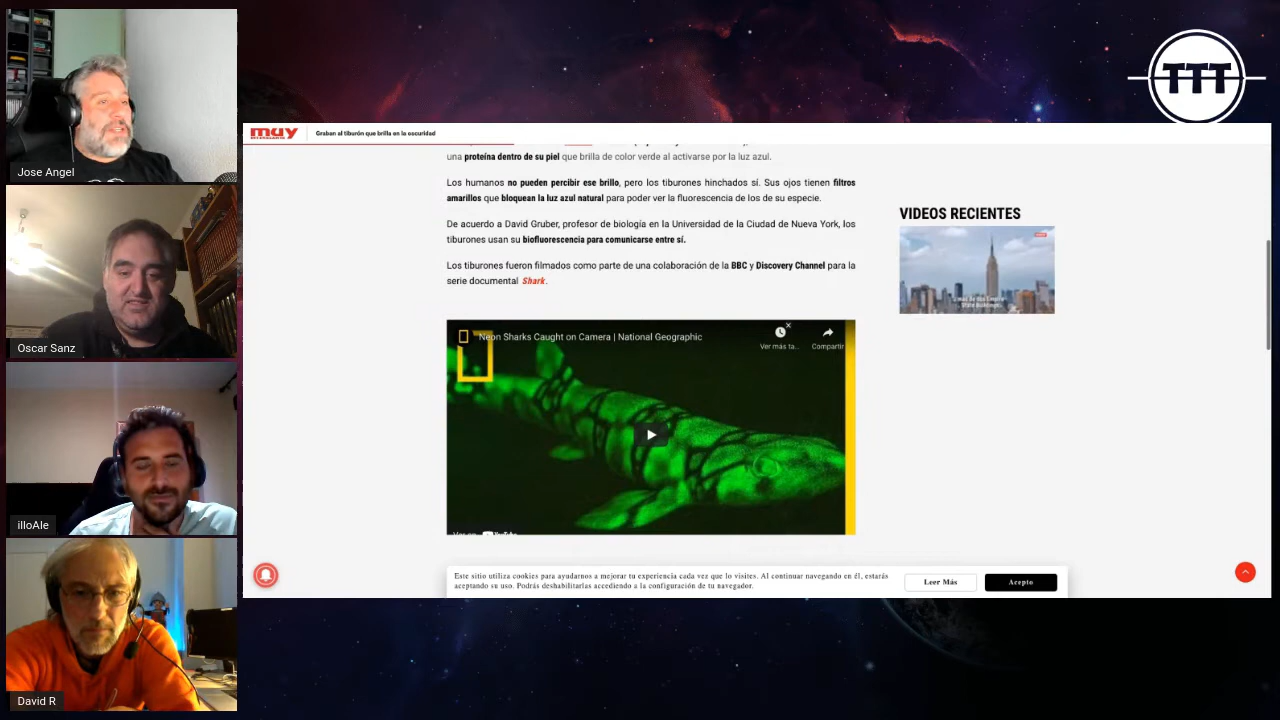 Jose Angel
Oscar Sanz
illoAle
David R
TTT
muy
Graban al tiburón que brilla en la oscuridad
una proteína dentro de su piel que brilla de color verde al activarse por la luz azul.
Los humanos no pueden percibir ese brillo, pero los tiburones hinchados sí. Sus ojos tienen filtros
amarillos que bloquean la luz azul natural para poder ver la fluorescencia de los de su especie.
De acuerdo a David Gruber, profesor de biología en la Universidad de la Ciudad de Nueva York, los
tiburones usan su biofluorescencia para comunicarse entre sí.
Los tiburones fueron filmados como parte de una colaboración de la BBC y Discovery Channel para la
serie documental Shark.
VIDEOS RECIENTES
Neon Sharks Caught on Camera | National Geographic
Ver más ta...
Compartir
Ver en YouTube
Este sitio utiliza cookies para ayudarnos a mejorar tu experiencia cada vez que lo visites. Al continuar navegando en él, estarás
aceptando su uso. Podrás deshabilitarlas accediendo a la configuración de tu navegador.
Leer Más
Acepto